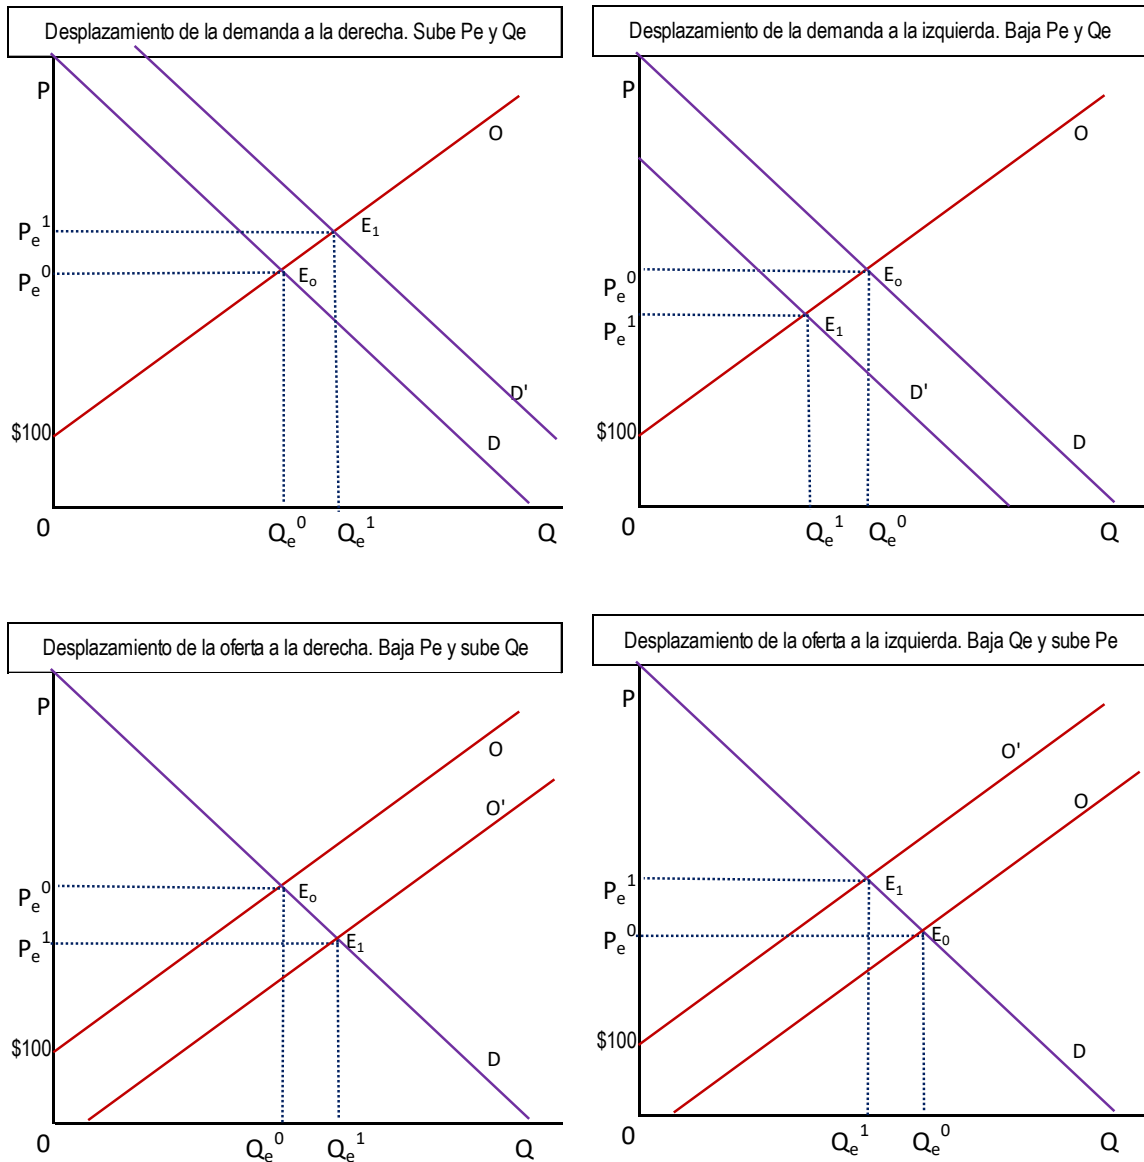 Desplazamiento de la demanda a la derecha. Sube Pe y Qe
P
O
Pe1
E1
Pe0
Eo
D'
$100
D
0
Qe0
Qe1
Q
Desplazamiento de la demanda a la izquierda. Baja Pe y Qe
P
O
Pe0
Eo
Pe1
E1
D'
$100
D
0
Qe1
Qe0
Q
Desplazamiento de la oferta a la derecha. Baja Pe y sube Qe
P
O
O'
Pe0
Eo
Pe1
E1
$100
D
0
Qe0
Qe1
Q
Desplazamiento de la oferta a la izquierda. Baja Qe y sube Pe
P
O'
O
Pe1
E1
Pe0
E0
$100
D
0
Qe1
Qe0
Q